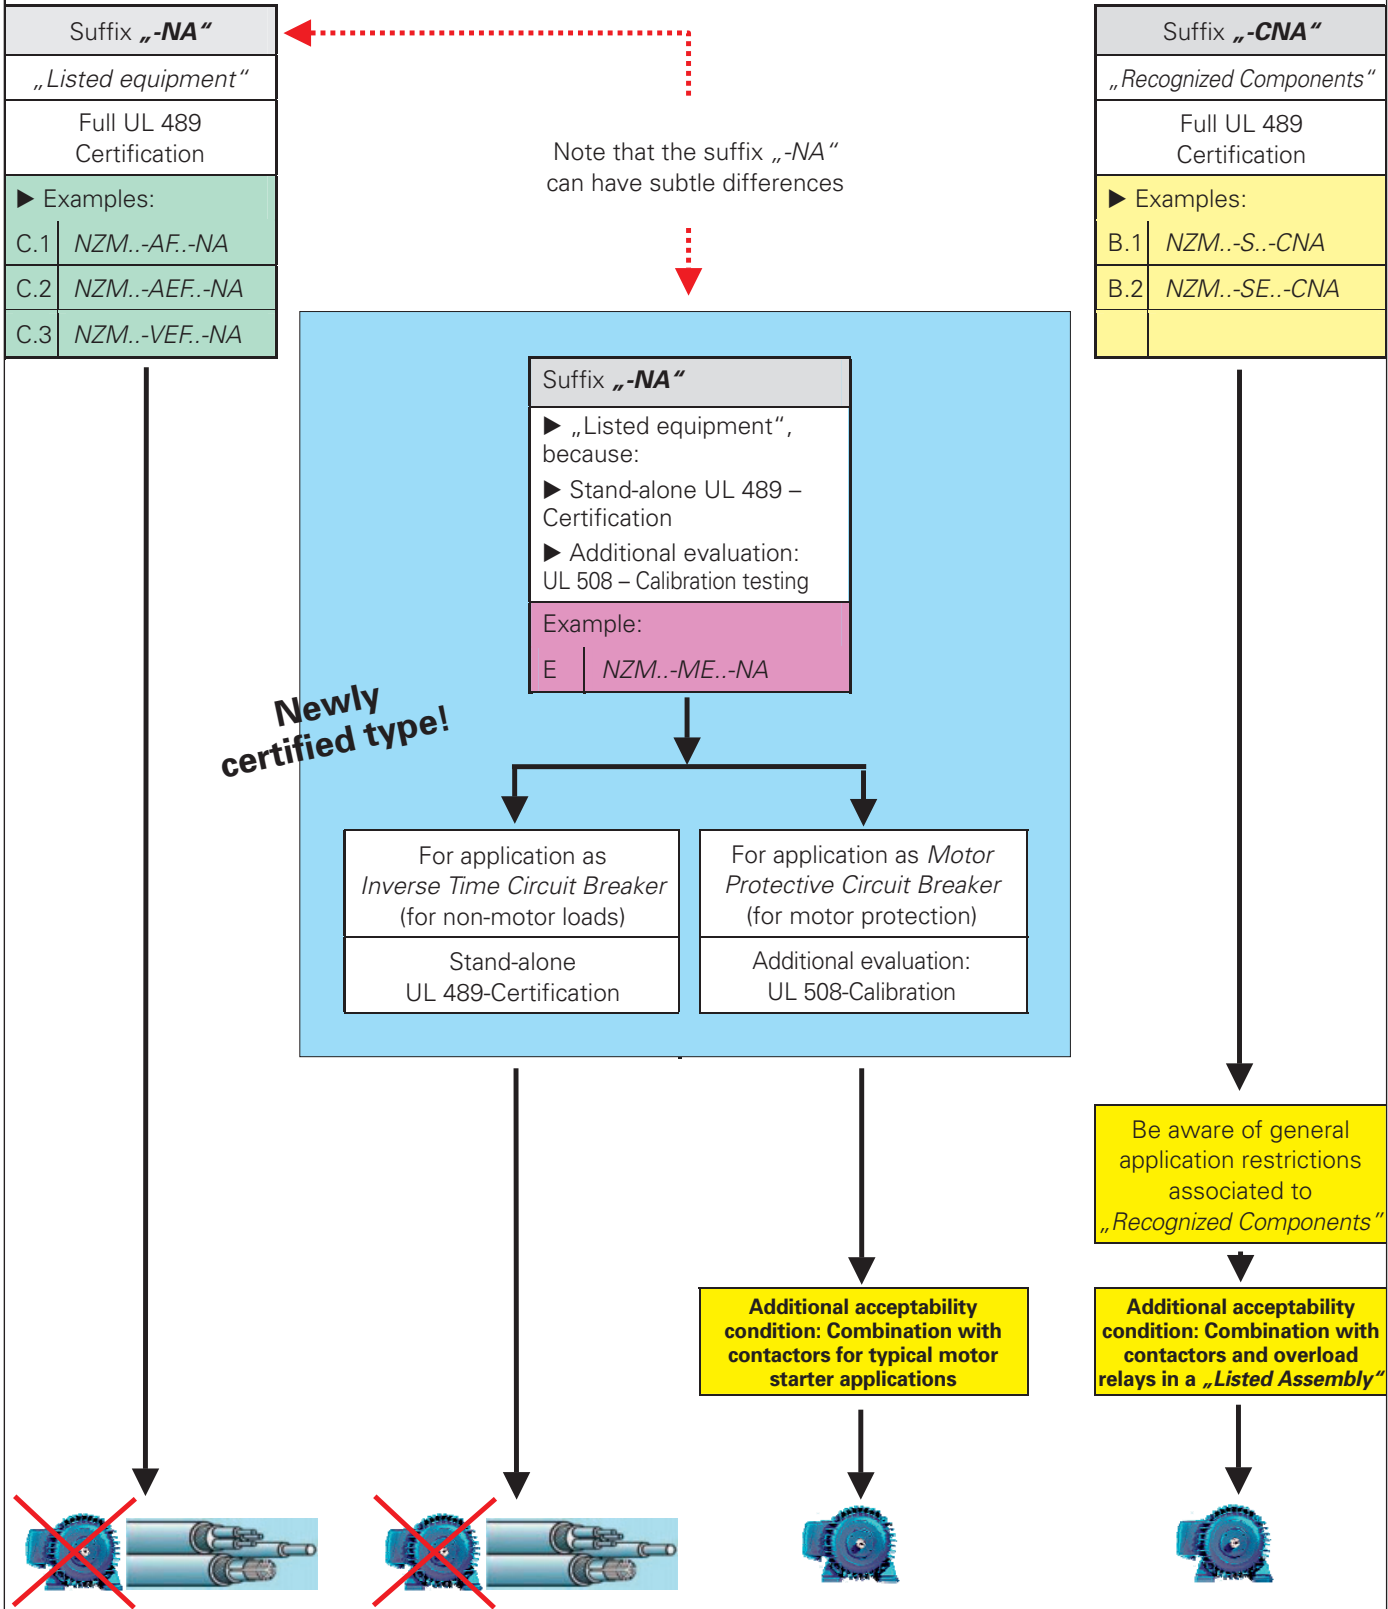 Suffix „-NA“
„Listed equipment“
Full UL 489
Certification
► Examples:
C.1 NZM..-AF..-NA
C.2 NZM..-AEF..-NA
C.3 NZM..-VEF..-NA
Note that the suffix „-NA“
can have subtle differences
Suffix „-CNA“
„Recognized Components“
Full UL 489
Certification
► Examples:
B.1 NZM..-S..-CNA
B.2 NZM..-SE..-CNA
Suffix „-NA“
► „Listed equipment“,
because:
► Stand-alone UL 489 –
Certification
► Additional evaluation:
UL 508 – Calibration testing
Example:
E NZM..-ME..-NA
Newly
certified type!
For application as
Inverse Time Circuit Breaker
(for non-motor loads)
Stand-alone
UL 489-Certification
For application as Motor
Protective Circuit Breaker
(for motor protection)
Additional evaluation:
UL 508-Calibration
Be aware of general
application restrictions
associated to
„Recognized Components”
Additional acceptability
condition: Combination with
contactors for typical motor
starter applications
Additional acceptability
condition: Combination with
contactors and overload
relays in a „Listed Assembly“